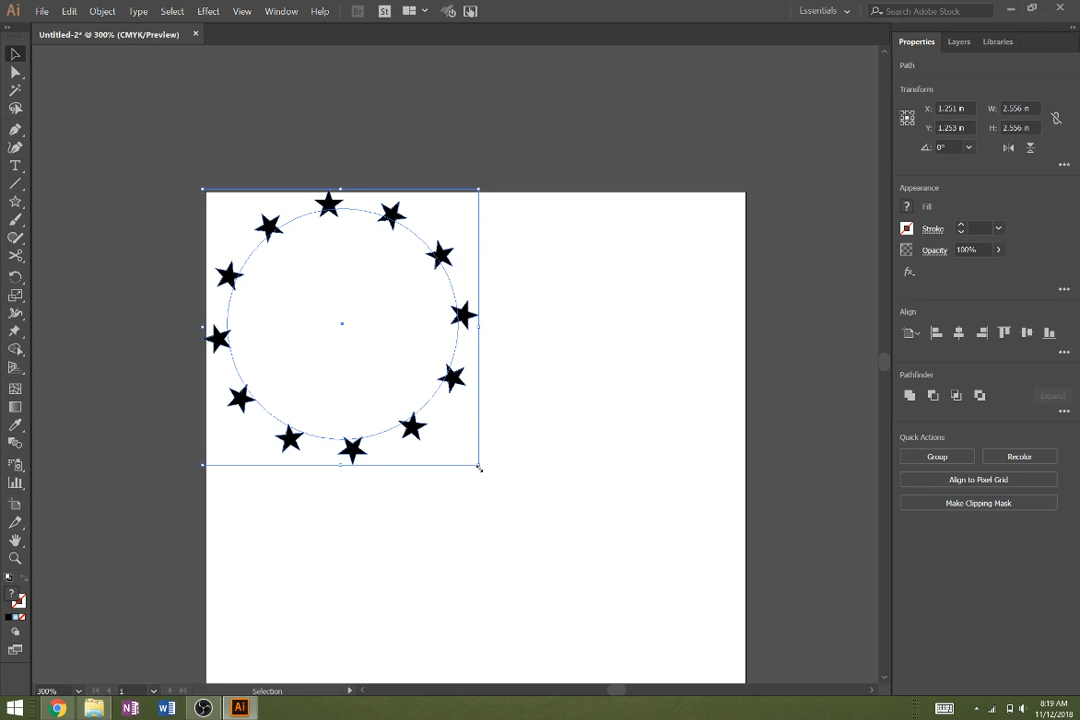 Ai File Edit Object Type Select Effect View Window Help Br St Essentials Search Adobe Stock
Untitled-2* @ 300% (CMYK/Preview) ×
Properties Layers Libraries
Path
Transform
X: 1.251 in W: 2.556 in
Y: 1.253 in H: 2.556 in
0°
Appearance
? Fill
Stroke
Opacity 100%
fx
Align
Pathfinder
Expand
Quick Actions
Group Recolor
Align to Pixel Grid
Make Clipping Mask
T
?
300% 1 Selection
N W Ai
8:19 AM
11/12/2018